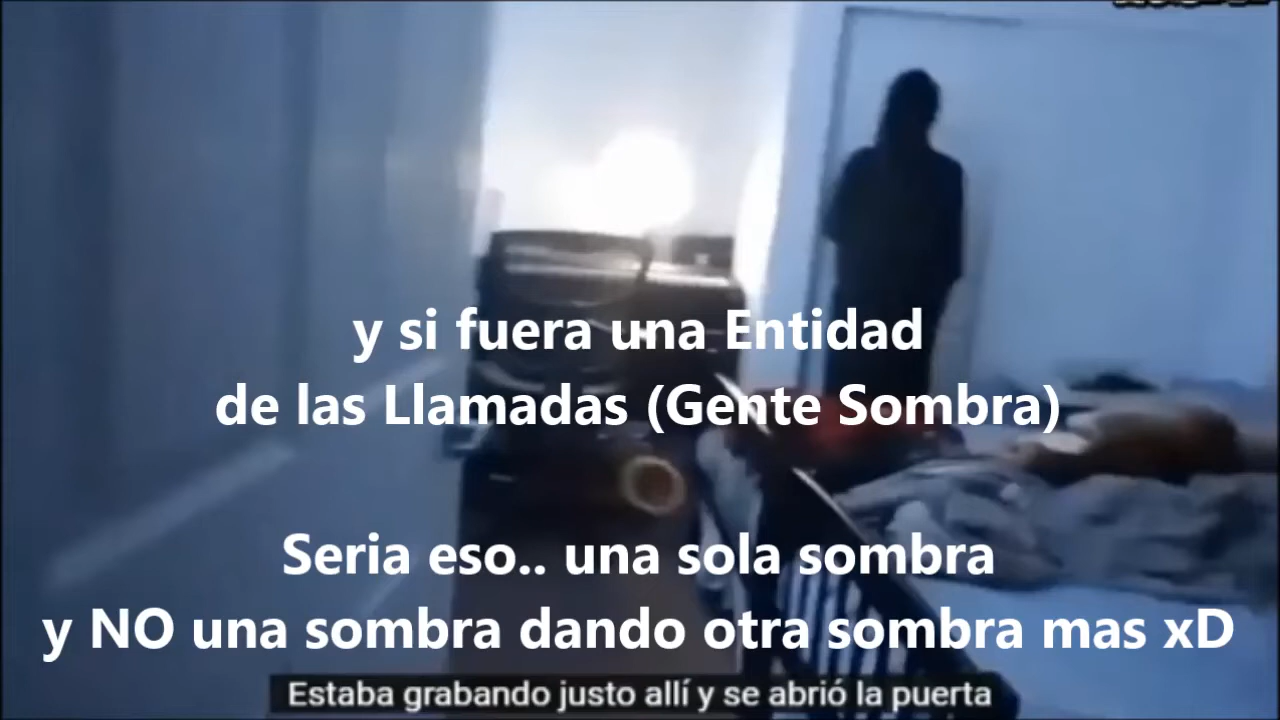 y si fuera una Entidad
de las Llamadas (Gente Sombra)
Seria eso.. una sola sombra
y NO una sombra dando otra sombra mas xD
Estaba grabando justo allí y se abrió la puerta